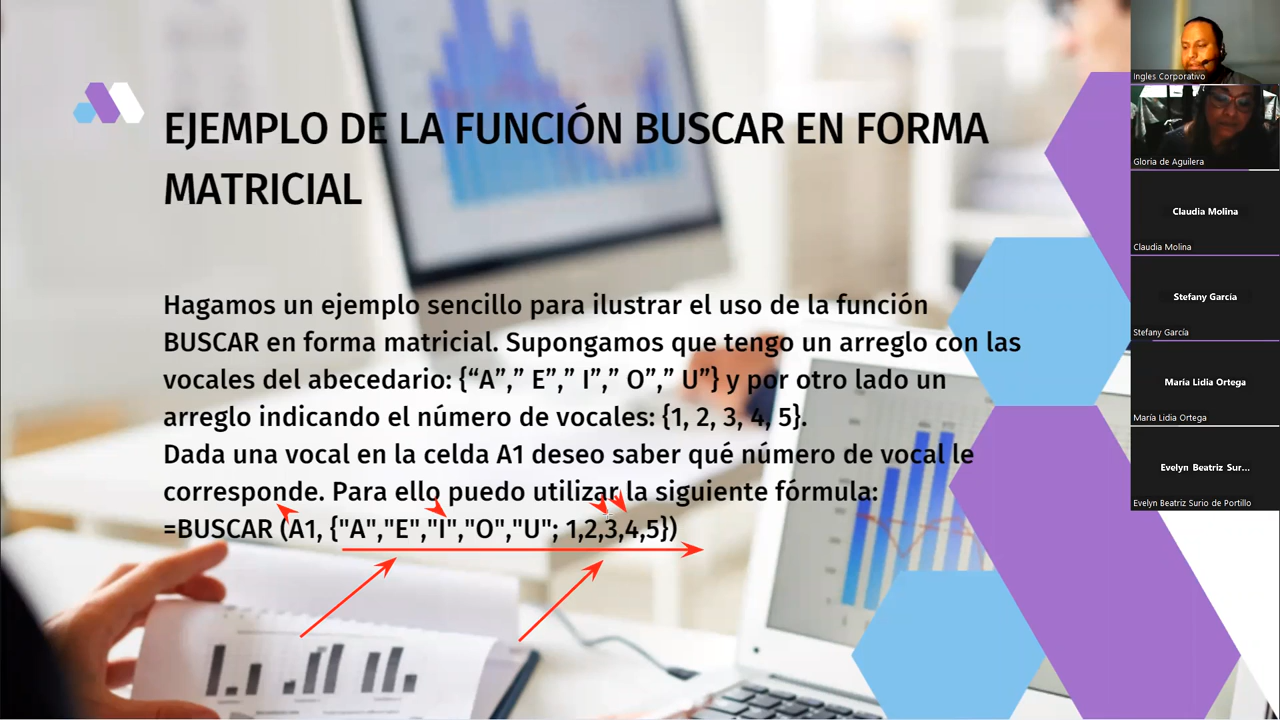 EJEMPLO DE LA FUNCIÓN BUSCAR EN FORMA
MATRICIAL
Hagamos un ejemplo sencillo para ilustrar el uso de la función
BUSCAR en forma matricial. Supongamos que tengo un arreglo con las
vocales del abecedario: {“A”,” E”,” I”,” O”,” U”} y por otro lado un
arreglo indicando el número de vocales: {1, 2, 3, 4, 5}.
Dada una vocal en la celda A1 deseo saber qué número de vocal le
corresponde. Para ello puedo utilizar la siguiente fórmula:
=BUSCAR (A1, {"A","E","I","O","U"; 1,2,3,4,5})
Ingles Corporativo
Gloria de Aguilera
Claudia Molina
Claudia Molina
Stefany García
Stefany García
María Lidia Ortega
María Lidia Ortega
Evelyn Beatriz Sur...
Evelyn Beatriz Surio de Portillo